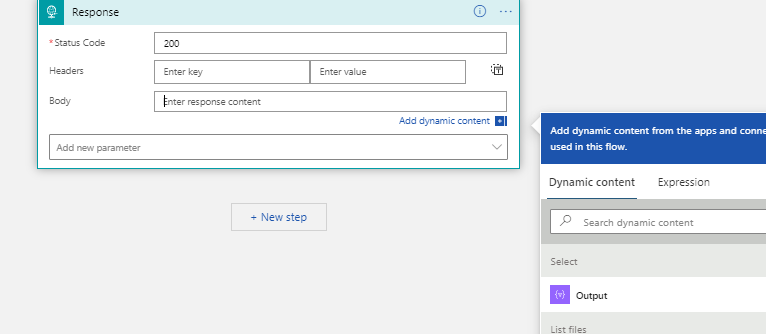 Response
*Status Code
200
Headers
Enter key
Enter value
Body
Enter response content
Add dynamic content
Add new parameter
+ New step
Add dynamic content from the apps and conne
used in this flow.
Dynamic content
Expression
Search dynamic content
Select
Output
List files